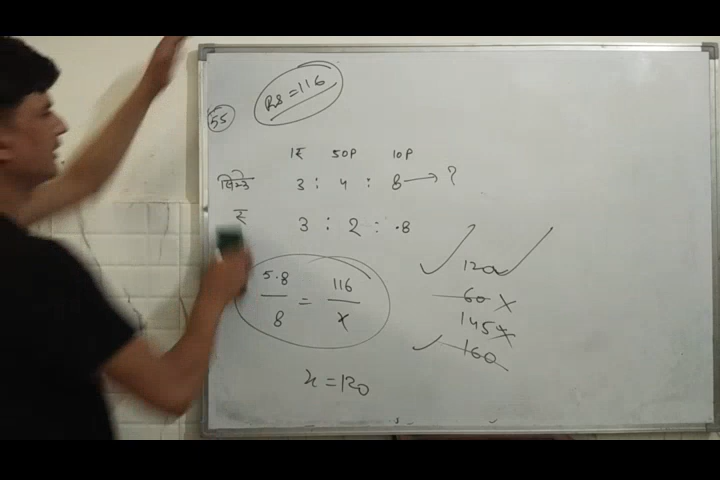 RS = 116
55
1₹ 50P 10P
सिक्के 3 : 4 : 8 → ?
₹ 3 : 2 : .8
5.8/8 = 116/x
x = 120
120
60 ×
145 ×
160